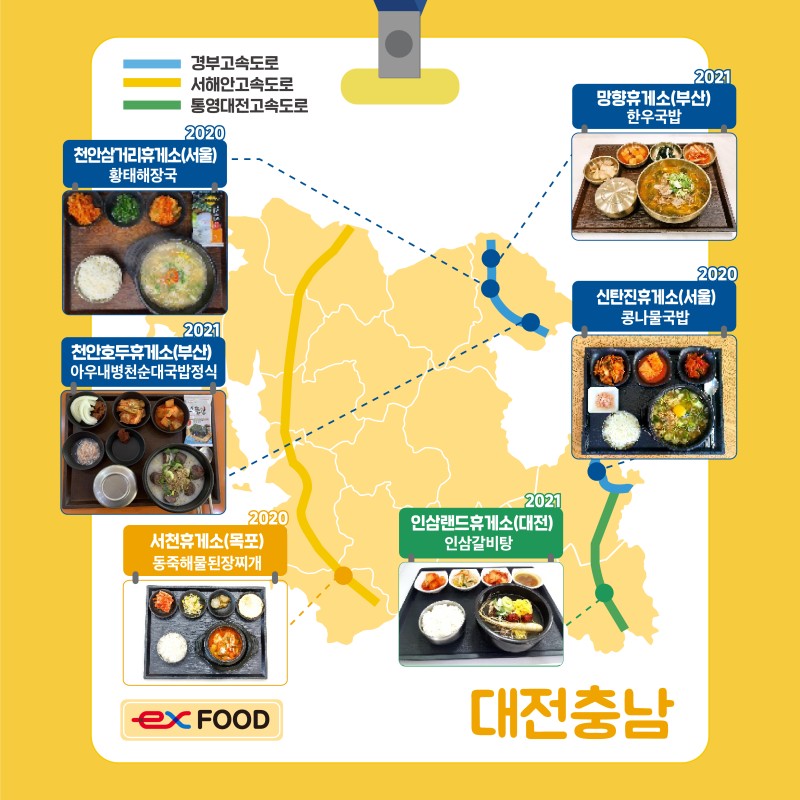 경부고속도로
서해안고속도로
통영대전고속도로
2020
천안삼거리휴게소(서울)
황태해장국
2021
망향휴게소(부산)
한우국밥
2021
천안호두휴게소(부산)
아우내병천순대국밥정식
2020
신탄진휴게소(서울)
콩나물국밥
2020
서천휴게소(목포)
동죽해물된장찌개
2021
인삼랜드휴게소(대전)
인삼갈비탕
ex FOOD
대전충남